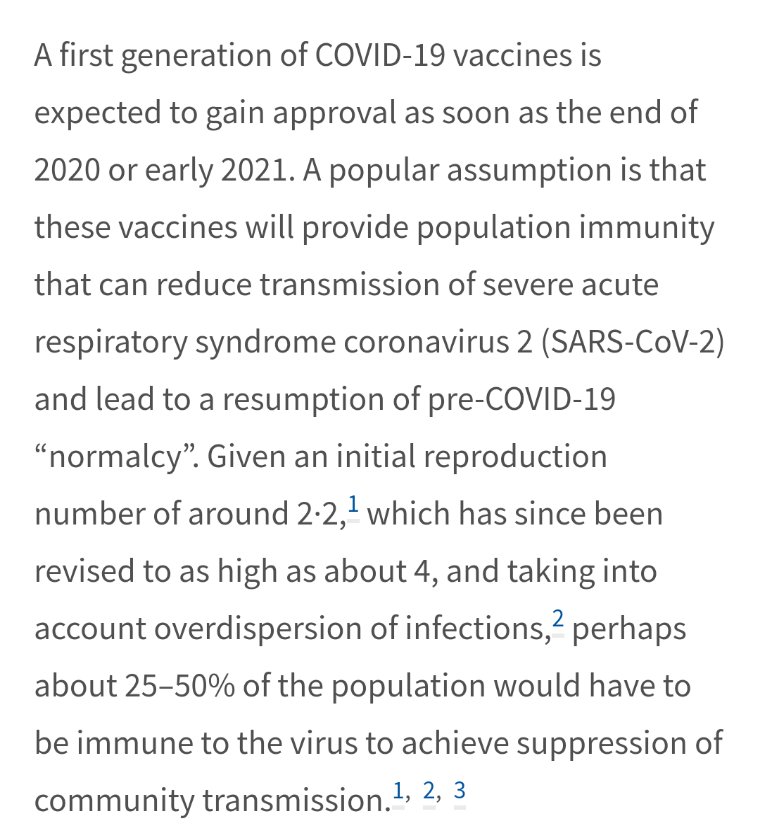 A first generation of COVID-19 vaccines is
expected to gain approval as soon as the end of
2020 or early 2021. A popular assumption is that
these vaccines will provide population immunity
that can reduce transmission of severe acute
respiratory syndrome coronavirus 2 (SARS-CoV-2)
and lead to a resumption of pre-COVID-19
“normalcy”. Given an initial reproduction
number of around 2·2,1 which has since been
revised to as high as about 4, and taking into
account overdispersion of infections,2 perhaps
about 25–50% of the population would have to
be immune to the virus to achieve suppression of
community transmission.1, 2, 3